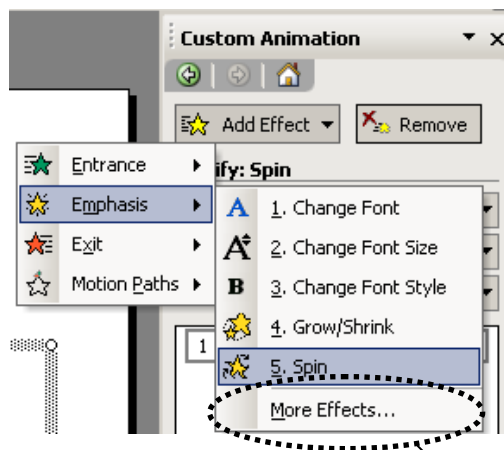 Custom Animation
Add Effect Remove
Entrance
ify: Spin
Emphasis
1. Change Font
Exit
2. Change Font Size
Motion Paths
3. Change Font Style
4. Grow/Shrink
1
5. Spin
More Effects...